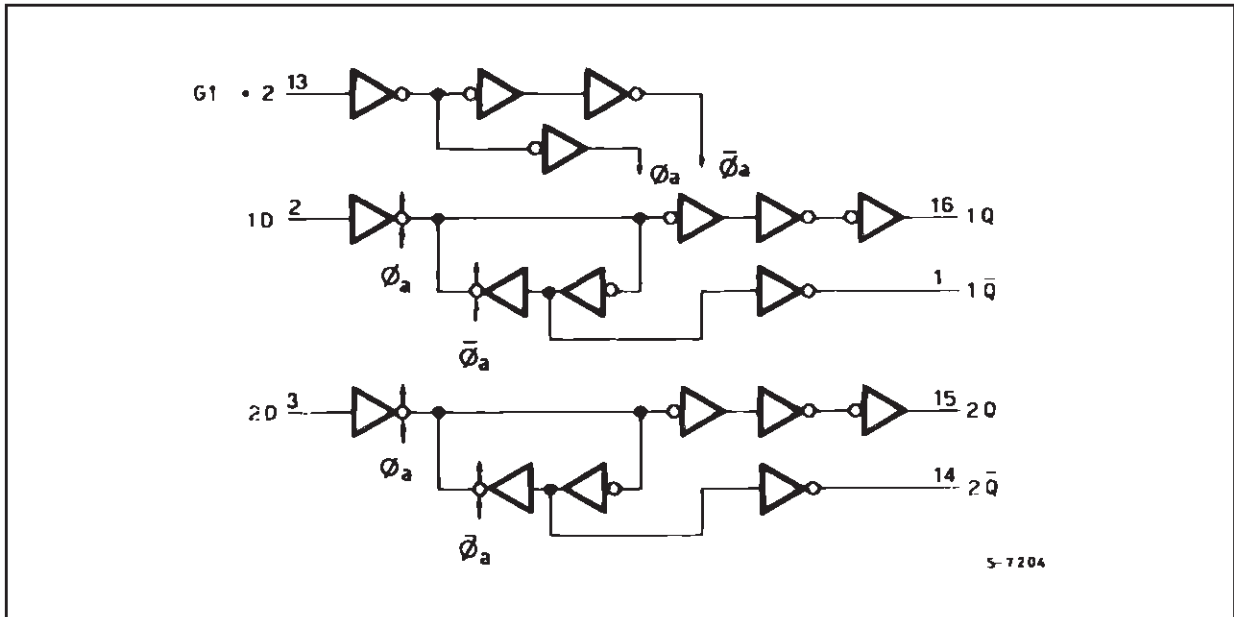 G1 • 2 13
Øa Ø̅a
1D 2 16 1Q
Øa
1 1Q̅
Ø̅a
2D 3 15 2Q
Øa
14 2Q̅
Ø̅a
S-7204